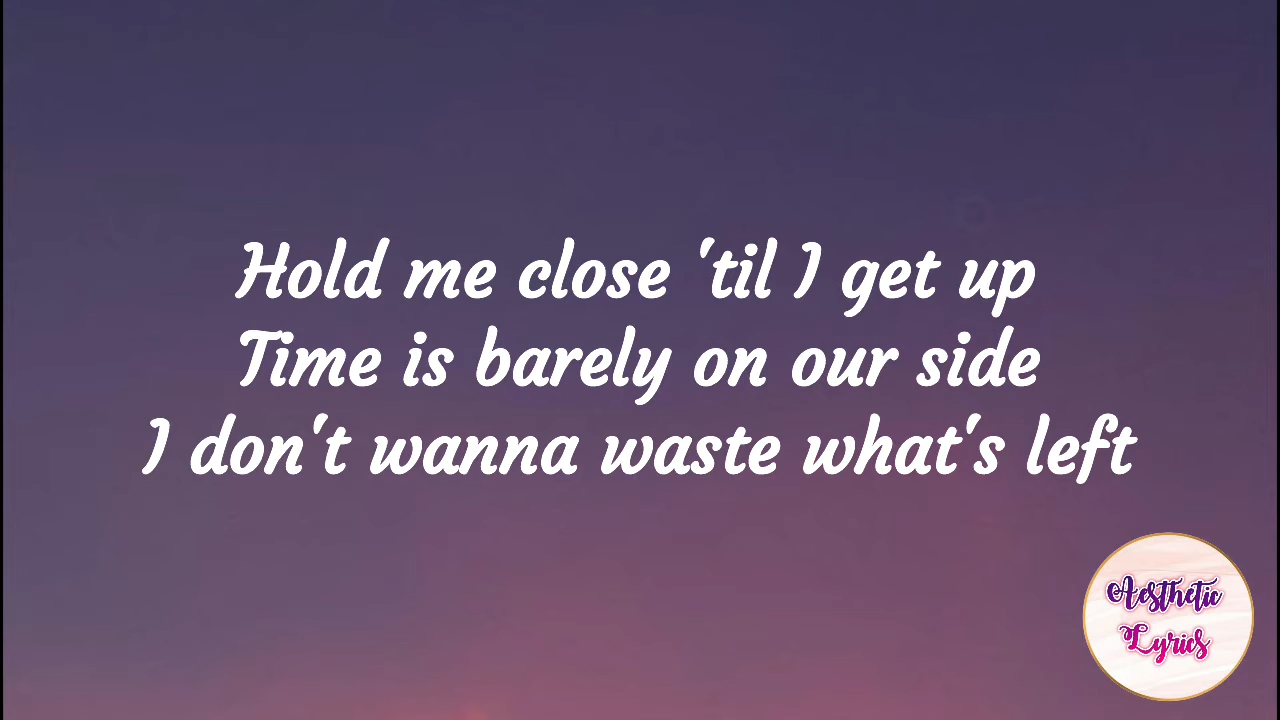 Hold me close 'til I get up
Time is barely on our side
I don't wanna waste what's left
Aesthetic
Lyrics